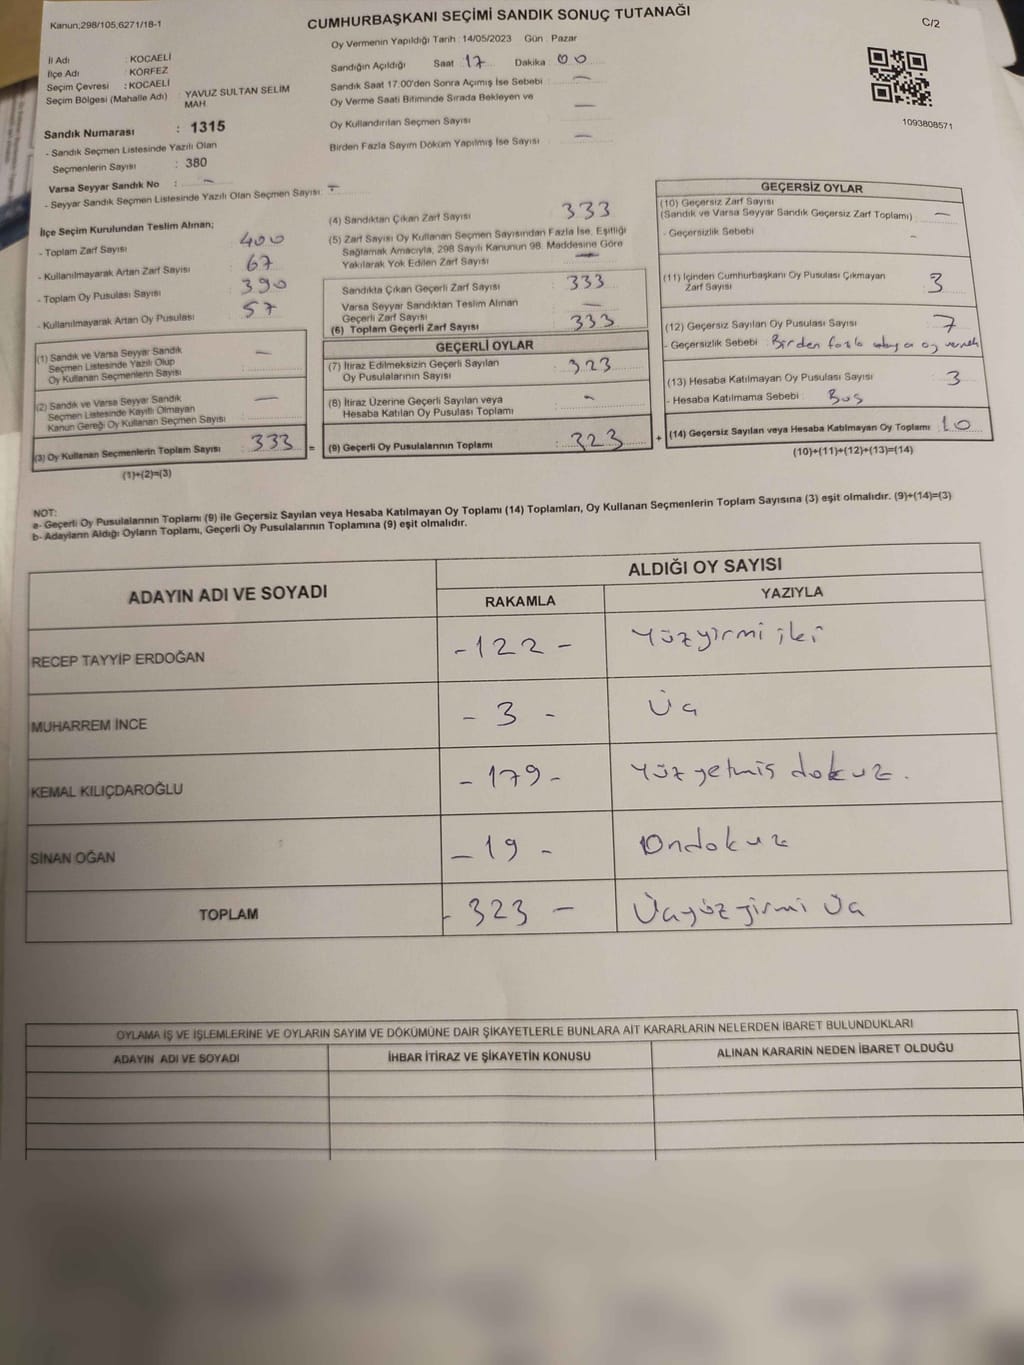 Kanun;298/105,6271/18-1
CUMHURBAŞKANI SEÇİMİ SANDIK SONUÇ TUTANAĞI
C/2
Oy Vermenin Yapıldığı Tarih : 14/05/2023 Gün : Pazar
İl Adı : KOCAELİ
İlçe Adı : KÖRFEZ
Seçim Çevresi : KOCAELİ
Seçim Bölgesi (Mahalle Adı) : YAVUZ SULTAN SELİM MAH.
Sandığın Açıldığı Saat 17 Dakika 00
Sandık Saat 17.00'den Sonra Açımış İse Sebebi : —
Oy Verme Saati Bitiminde Sırada Bekleyen ve
Oy Kullandırılan Seçmen Sayısı —
Birden Fazla Sayım Döküm Yapılmış İse Sayısı : —
1093808571
Sandık Numarası : 1315
- Sandık Seçmen Listesinde Yazılı Olan
Seçmenlerin Sayısı : 380
Varsa Seyyar Sandık No : —
- Seyyar Sandık Seçmen Listesinde Yazılı Olan Seçmen Sayısı : —
İlçe Seçim Kurulundan Teslim Alınan;
- Toplam Zarf Sayısı 400
- Kullanılmayarak Artan Zarf Sayısı 67
- Toplam Oy Pusulası Sayısı 390
- Kullanılmayarak Artan Oy Pusulası 57
(1) Sandık ve Varsa Seyyar Sandık
Seçmen Listesinde Yazılı Olup
Oy Kullanan Seçmenlerin Sayısı —
(2) Sandık ve Varsa Seyyar Sandık
Seçmen Listesinde Kayıtlı Olmayan
Kanun Gereği Oy Kullanan Seçmen Sayısı —
(3) Oy Kullanan Seçmenlerin Toplam Sayısı 333 =
(1)+(2)=(3)
(4) Sandıktan Çıkan Zarf Sayısı 333
(5) Zarf Sayısı Oy Kullanan Seçmen Sayısından Fazla İse, Eşitliği
Sağlamak Amacıyla, 298 Sayılı Kanunun 98. Maddesine Göre
Yakılarak Yok Edilen Zarf Sayısı —
Sandıkta Çıkan Geçerli Zarf Sayısı : 333
Varsa Seyyar Sandıktan Teslim Alınan
Geçerli Zarf Sayısı —
(6) Toplam Geçerli Zarf Sayısı : 333
GEÇERLİ OYLAR
(7) İtiraz Edilmeksizin Geçerli Sayılan
Oy Pusulalarının Sayısı : 323
(8) İtiraz Üzerine Geçerli Sayılan veya
Hesaba Katılan Oy Pusulası Toplamı : -
(9) Geçerli Oy Pusulalarının Toplamı : 323 +
GEÇERSİZ OYLAR
(10) Geçersiz Zarf Sayısı
(Sandık ve Varsa Seyyar Sandık Geçersiz Zarf Toplamı) : —
- Geçersizlik Sebebi : -
(11) İçinden Cumhurbaşkanı Oy Pusulası Çıkmayan
Zarf Sayısı : 3
(12) Geçersiz Sayılan Oy Pusulası Sayısı : 7
- Geçersizlik Sebebi : Birden fazla oy vermek
(13) Hesaba Katılmayan Oy Pusulası Sayısı : 3
- Hesaba Katılmama Sebebi : Boş
(14) Geçersiz Sayılan veya Hesaba Katılmayan Oy Toplamı : 10
(10)+(11)+(12)+(13)=(14)
NOT:
a- Geçerli Oy Pusulalarının Toplamı (9) ile Geçersiz Sayılan veya Hesaba Katılmayan Oy Toplamı (14) Toplamları, Oy Kullanan Seçmenlerin Toplam Sayısına (3) eşit olmalıdır. (9)+(14)=(3)
b- Adayların Aldığı Oyların Toplamı, Geçerli Oy Pusulalarının Toplamına (9) eşit olmalıdır.
ADAYIN ADI VE SOYADI
ALDIĞI OY SAYISI
RAKAMLA YAZIYLA
RECEP TAYYİP ERDOĞAN - 122 - Yüzyirmi iki
MUHARREM İNCE - 3 - Üç
KEMAL KILIÇDAROĞLU - 179 - Yüzyetmiş dokuz.
SİNAN OĞAN - 19 - Ondokuz
TOPLAM - 323 - Üçyüzyirmi Üç
OYLAMA İŞ VE İŞLEMLERİNE VE OYLARIN SAYIM VE DÖKÜMÜNE DAİR ŞİKAYETLERLE BUNLARA AİT KARARLARIN NELERDEN İBARET BULUNDUKLARI
ADAYIN ADI VE SOYADI İHBAR İTİRAZ VE ŞİKAYETİN KONUSU ALINAN KARARIN NEDEN İBARET OLDUĞU